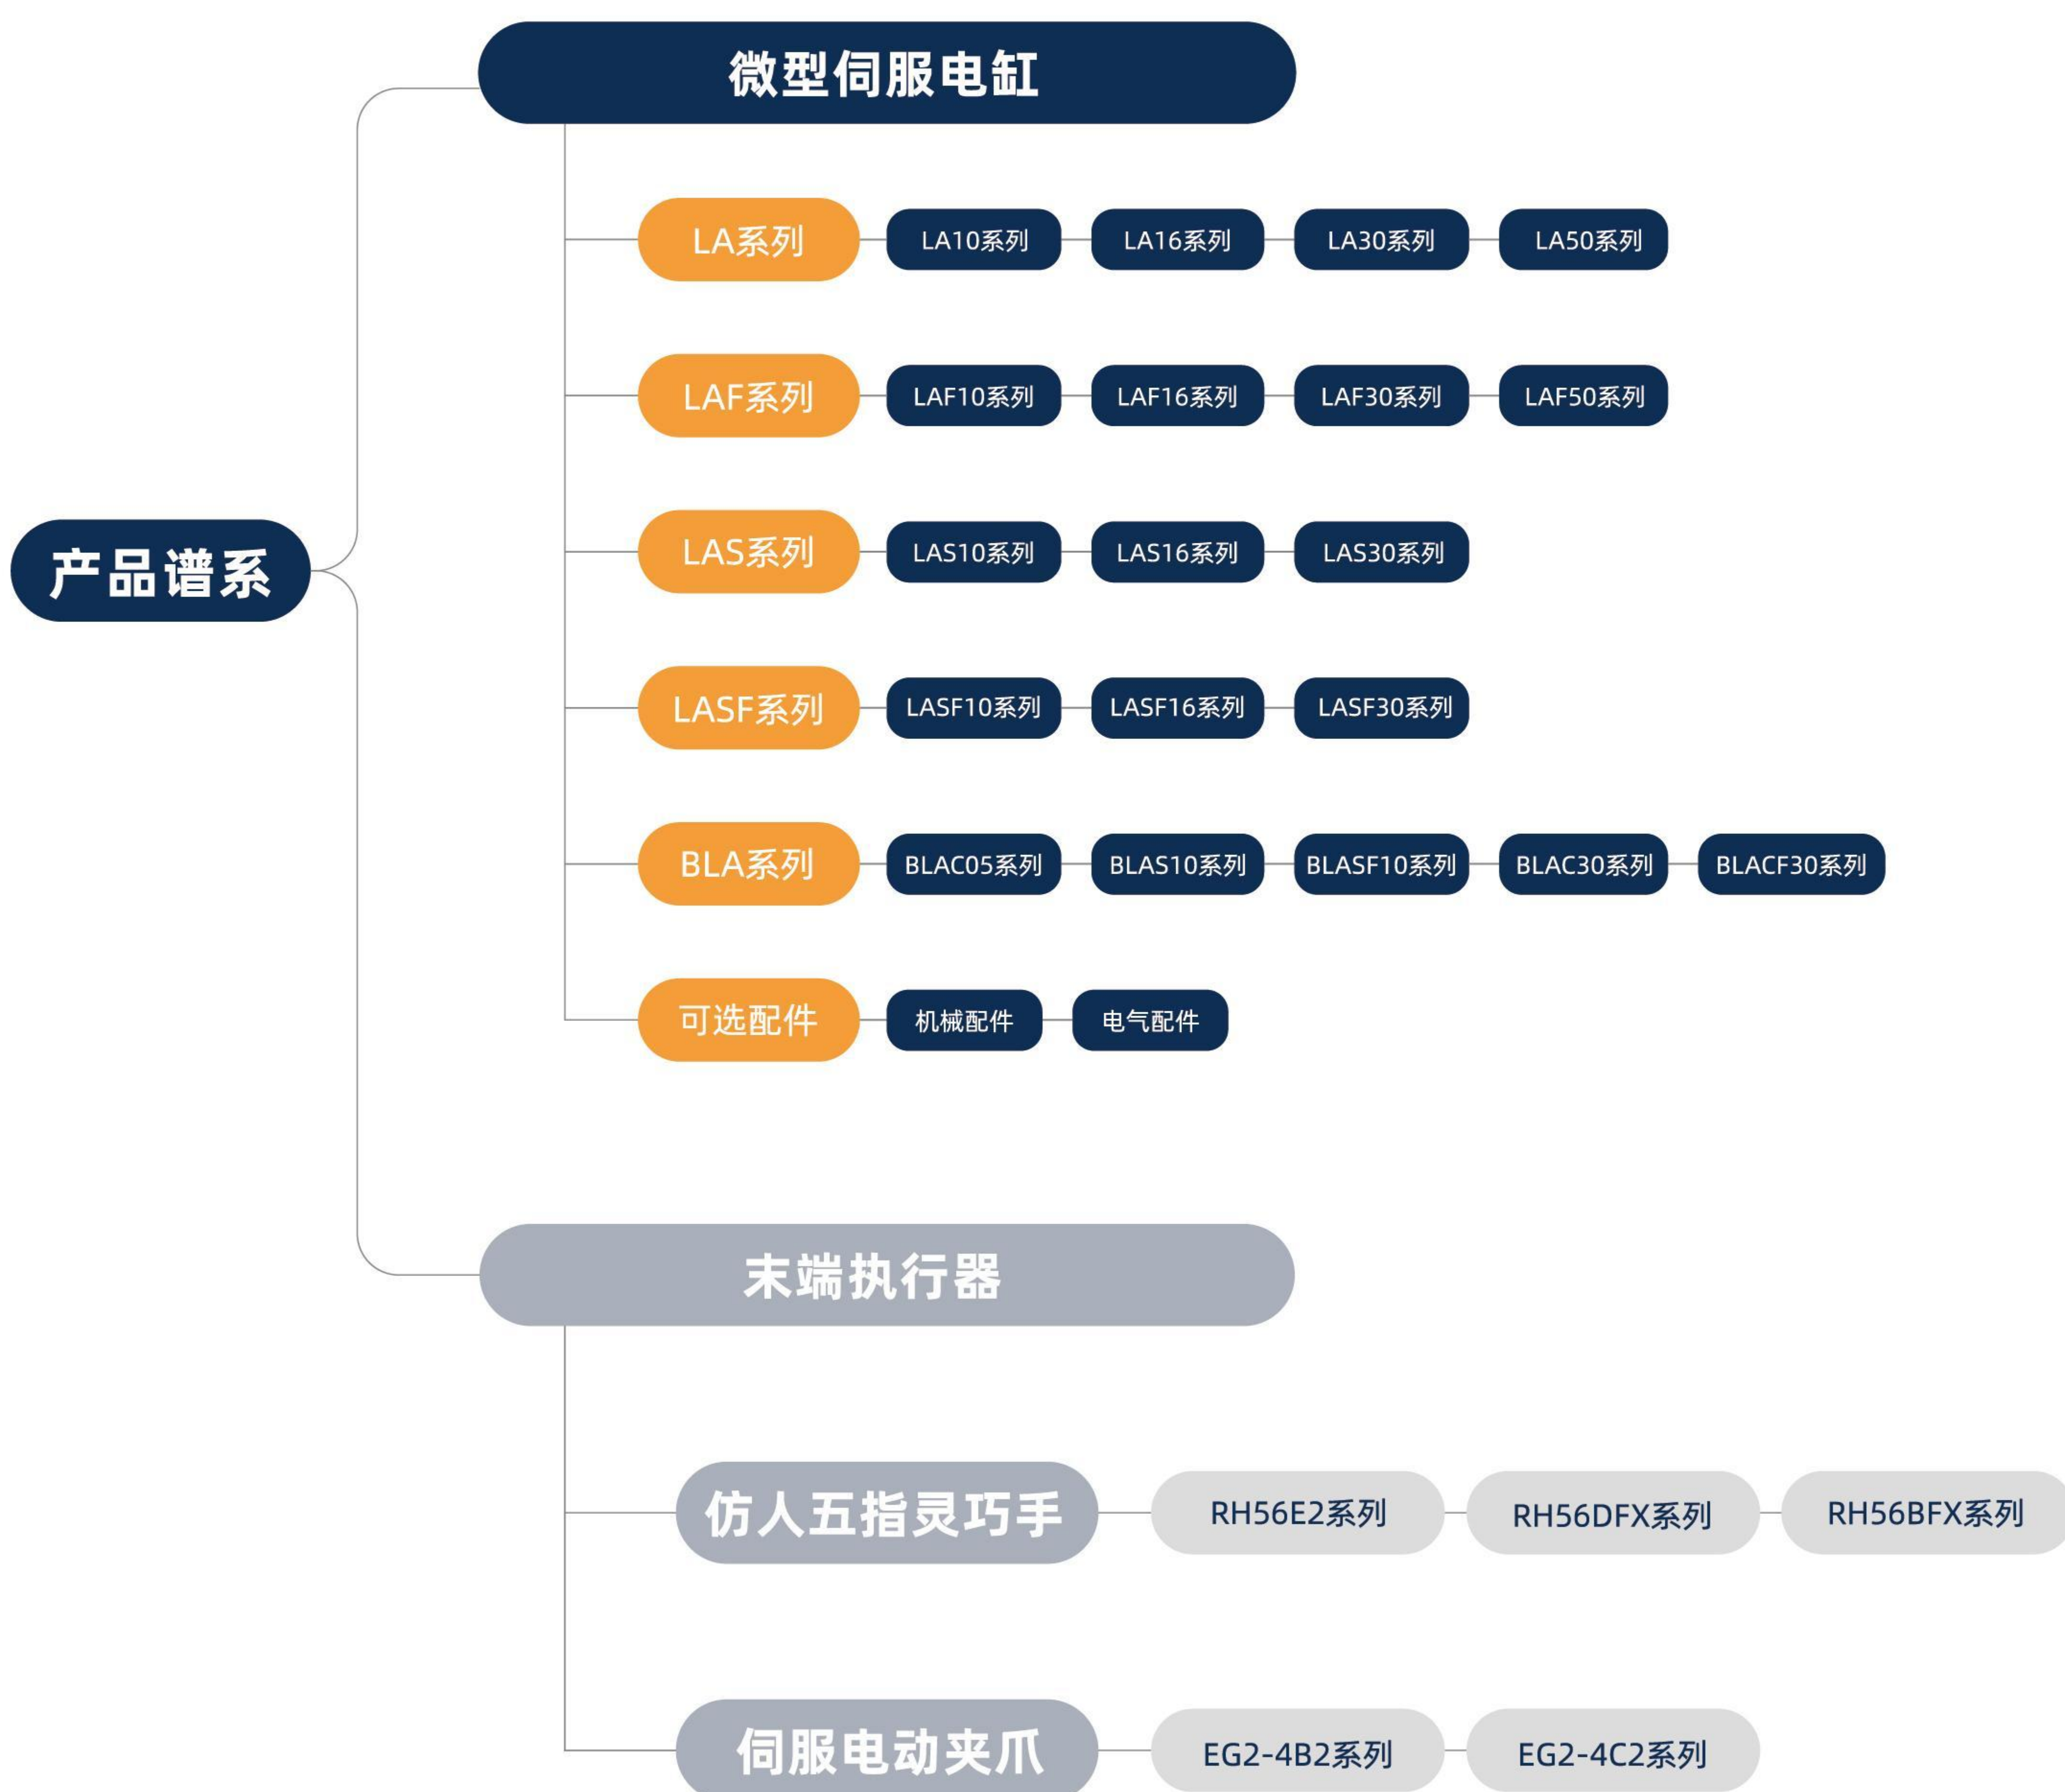 微型伺服电缸
LA系列 LA10系列 LA16系列 LA30系列 LA50系列
LAF系列 LAF10系列 LAF16系列 LAF30系列 LAF50系列
LAS系列 LAS10系列 LAS16系列 LAS30系列
产品谱系
LASF系列 LASF10系列 LASF16系列 LASF30系列
BLA系列 BLAC05系列 BLAS10系列 BLASF10系列 BLAC30系列 BLACF30系列
可选配件 机械配件 电气配件
末端执行器
仿人五指灵巧手 RH56E2系列 RH56DFX系列 RH56BFX系列
伺服电动夹爪 EG2-4B2系列 EG2-4C2系列